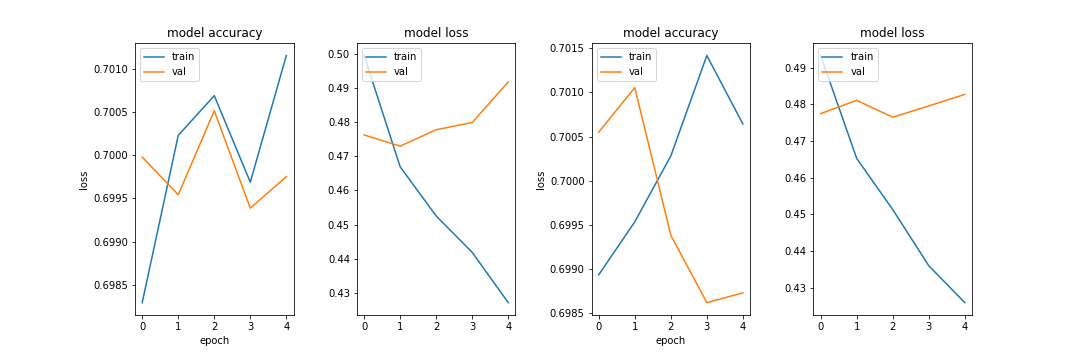 model accuracy
train
val
0.7010
0.7005
0.7000
0.6995
0.6990
0.6985
loss
0 1 2 3 4
epoch
model loss
train
val
0.50
0.49
0.48
0.47
0.46
0.45
0.44
0.43
0 1 2 3 4
model accuracy
train
val
0.7015
0.7010
0.7005
0.7000
0.6995
0.6990
0.6985
loss
0 1 2 3 4
epoch
model loss
train
val
0.49
0.48
0.47
0.46
0.45
0.44
0.43
0 1 2 3 4